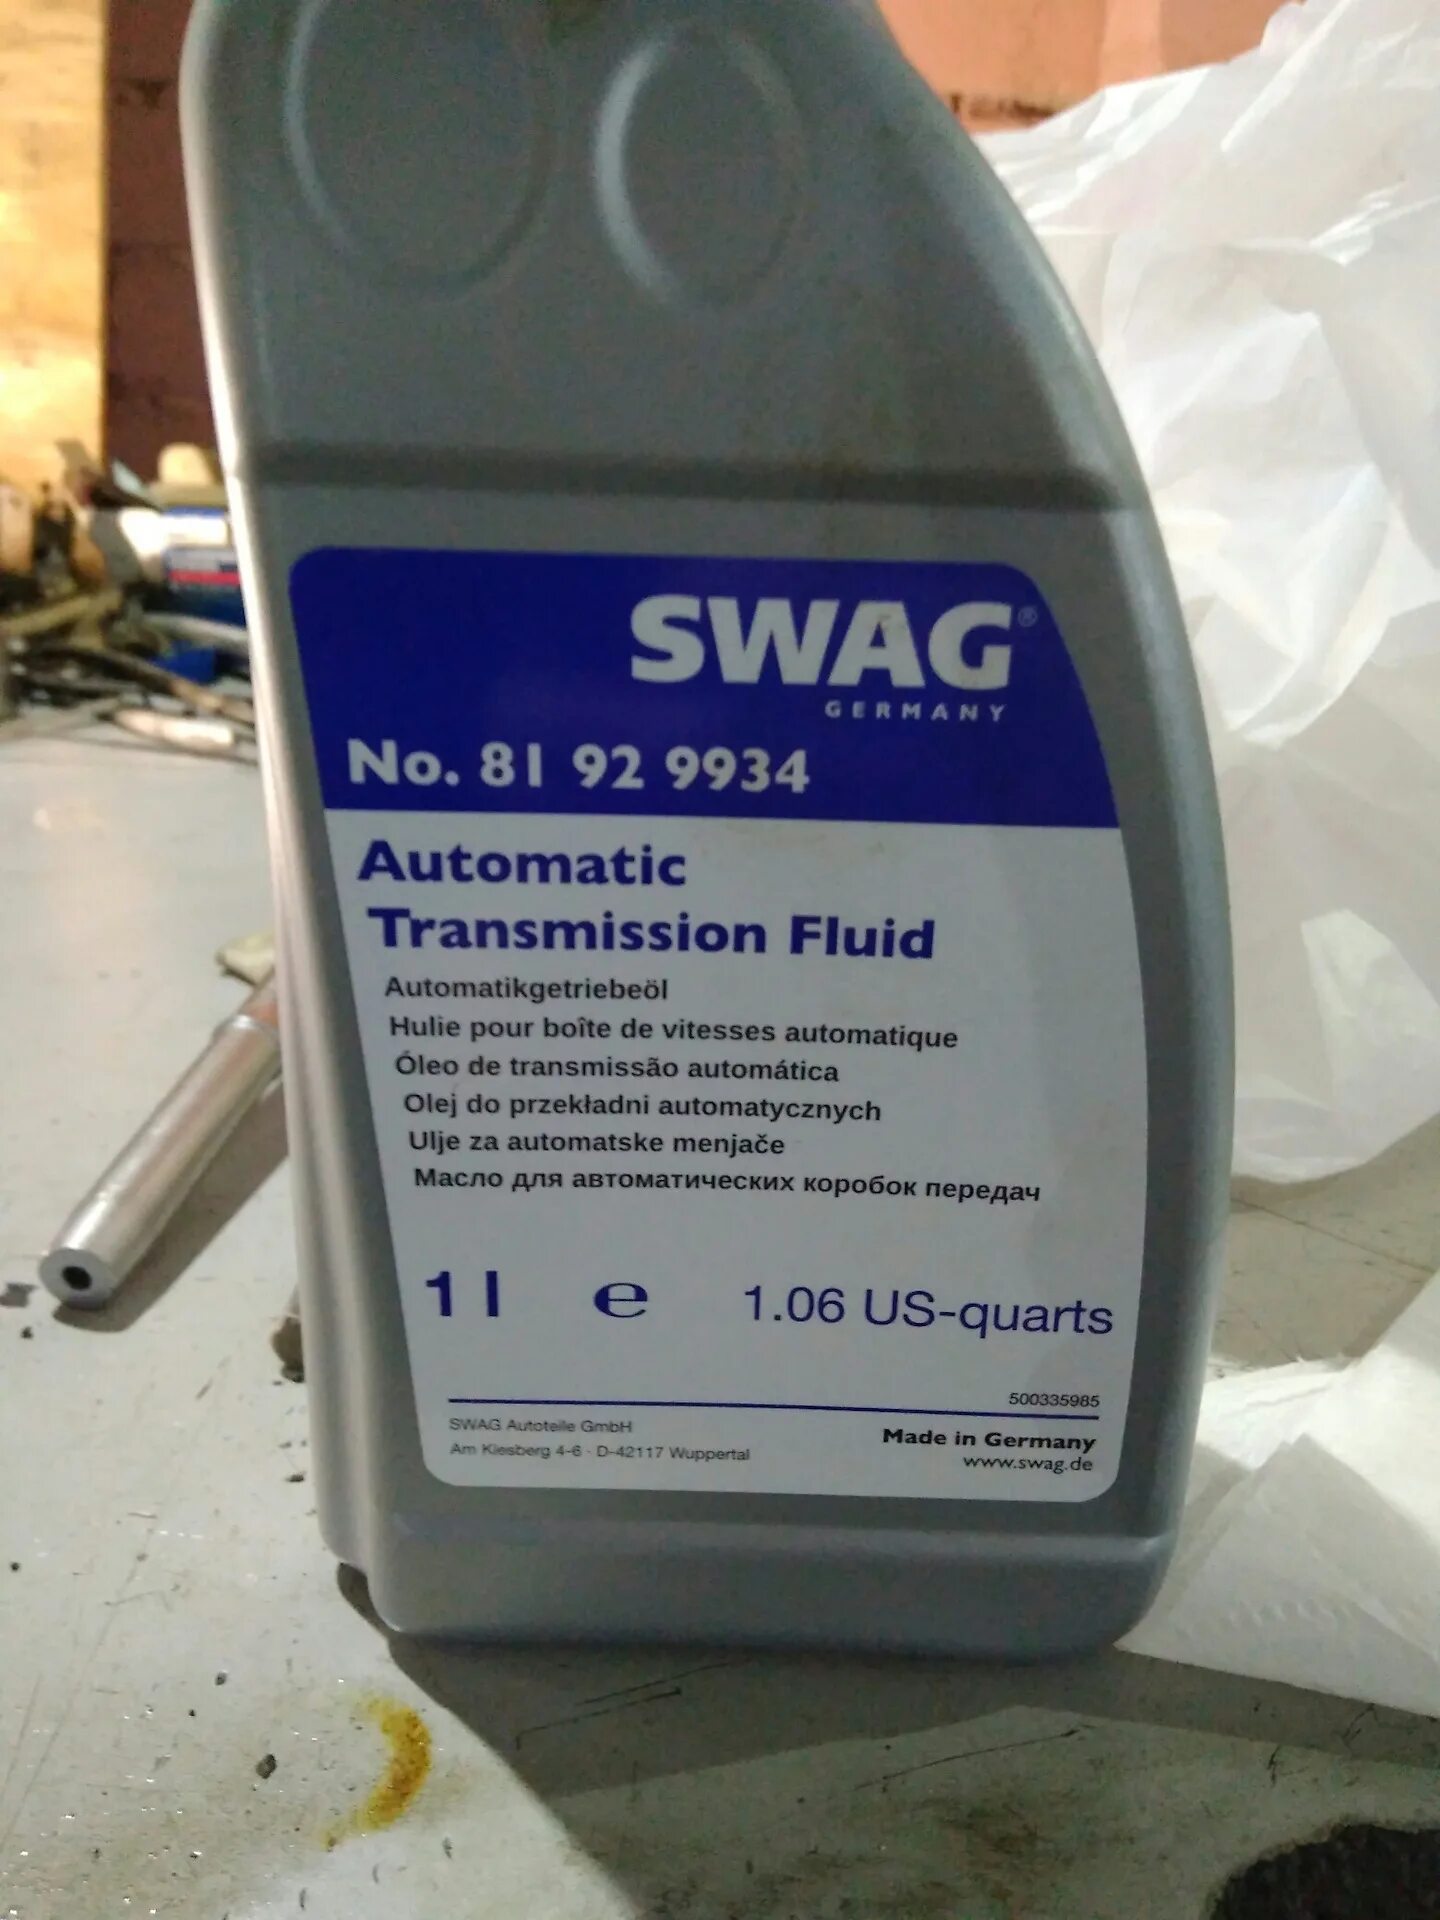 SWAG®
GERMANY
No. 81 92 9934
Automatic
Transmission Fluid
Automatikgetriebeöl
Hulie pour boîte de vitesses automatique
Óleo de transmissão automática
Olej do przekładni automatycznych
Ulje za automatske menjače
Масло для автоматических коробок передач
1 l e 1.06 US-quarts
500335985
SWAG Autoteile GmbH
Am Kiesberg 4-6 · D-42117 Wuppertal
Made in Germany
www.swag.de